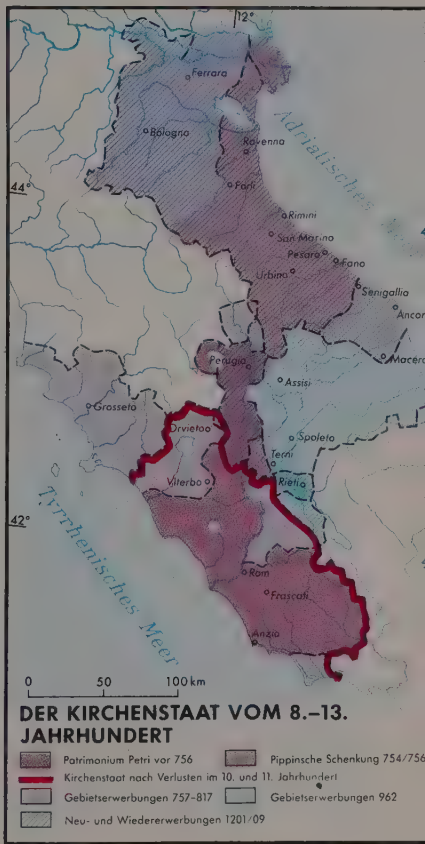 12°
Ferrara
Bologna
Ravenna
Adriatisches
44°
Forlì
Rimini
San Marino
Pesaro
Fano
Urbino
Senigallia
Ancon
Macera
Perugia
Assisi
Grosseto
Orvieto
Spoleto
Terni
Viterbo
Rieti
42°
Tyrrhenisches Meer
Rom
Frascati
Anzio
0 50 100 km
DER KIRCHENSTAAT VOM 8.–13.
JAHRHUNDERT
Patrimonium Petri vor 756 Pippinsche Schenkung 754/756
Kirchenstaat nach Verlusten im 10. und 11. Jahrhundert
Gebietserwerbungen 757–817 Gebietserwerbungen 962
Neu- und Wiedererwerbungen 1201/09